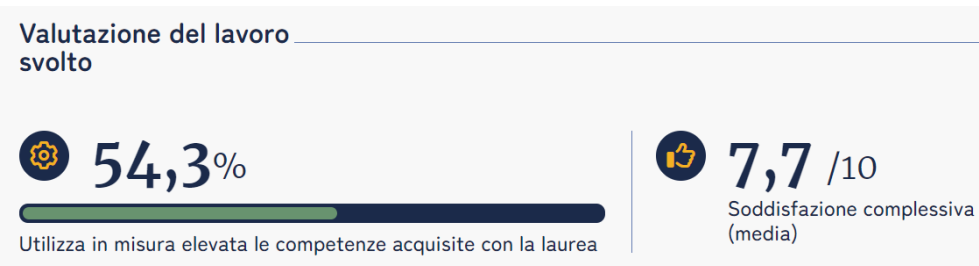 Valutazione del lavoro
svolto
54,3%
Utilizza in misura elevata le competenze acquisite con la laurea
7,7 /10
Soddisfazione complessiva
(media)